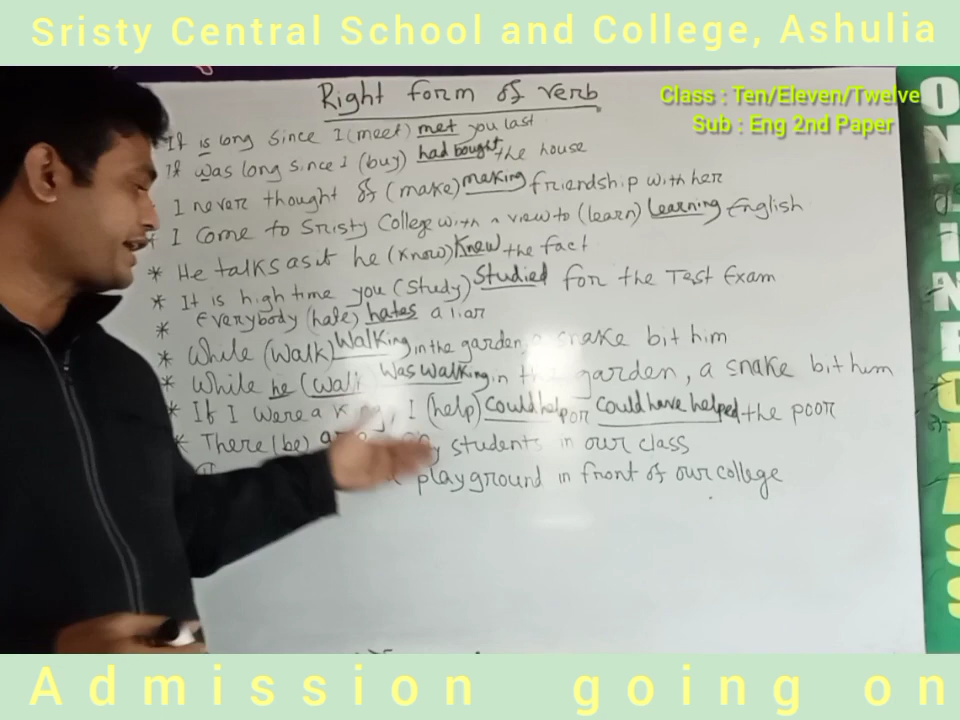 Sristy Central School and College, Ashulia
Right form of verb
Class : Ten/Eleven/Twelve
Sub : Eng 2nd Paper
It is long since I (meet) met you last
It was long since I (buy) had bought the house
I never thought of (make) making friendship with her
* I come to Sristy College with a view to (learn) learning English
* He talks as it he (know) knew the fact
* It is high time you (study) studied for the Test Exam
* Everybody (hate) hates a liar
* While (walk) walking in the garden, a snake bit him
* While he (walk) was walking in the garden, a snake bit him
* If I were a king, I (help) could help or could have helped the poor
* There (be) are students in our class
playground in front of our college
ONLINE CLASS
Admission going on